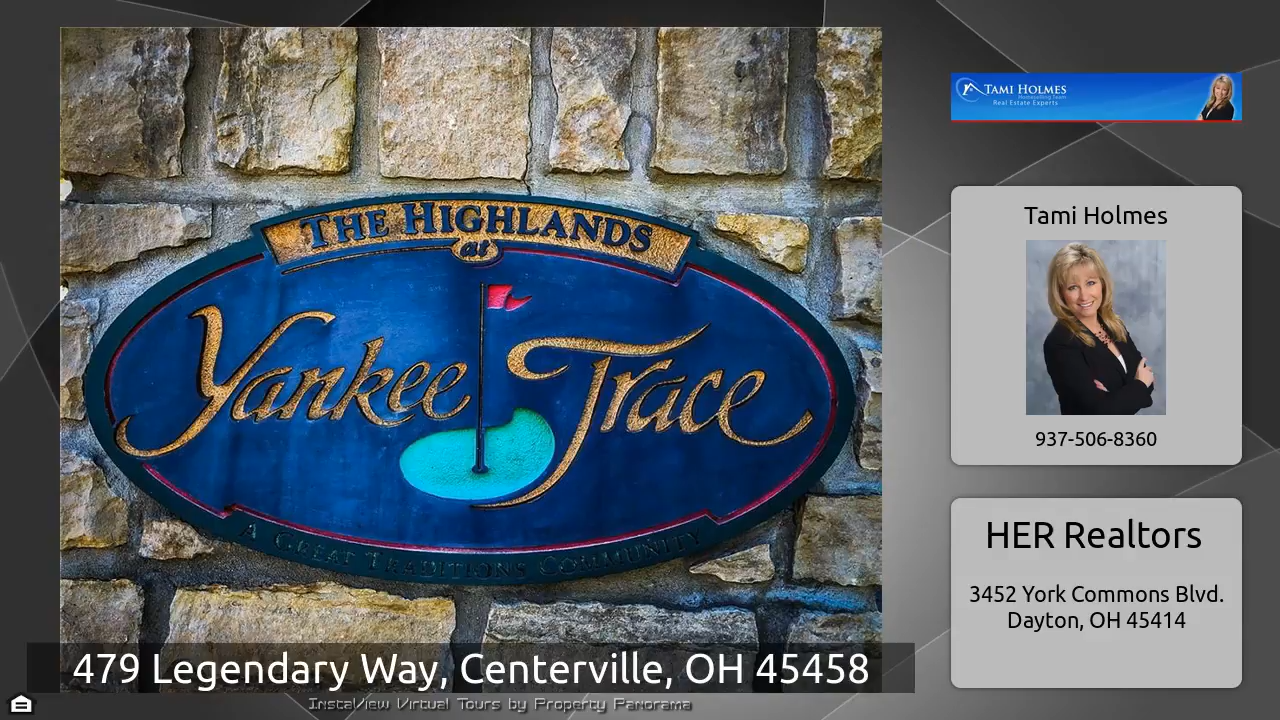 THE HIGHLANDS
at
Yankee Trace
A GREAT TRADITIONS COMMUNITY
479 Legendary Way, Centerville, OH 45458
InstaView Virtual Tours by Property Panorama
TAMI HOLMES
Homeselling Team
Real Estate Experts
Tami Holmes
937-506-8360
HER Realtors
3452 York Commons Blvd.
Dayton, OH 45414